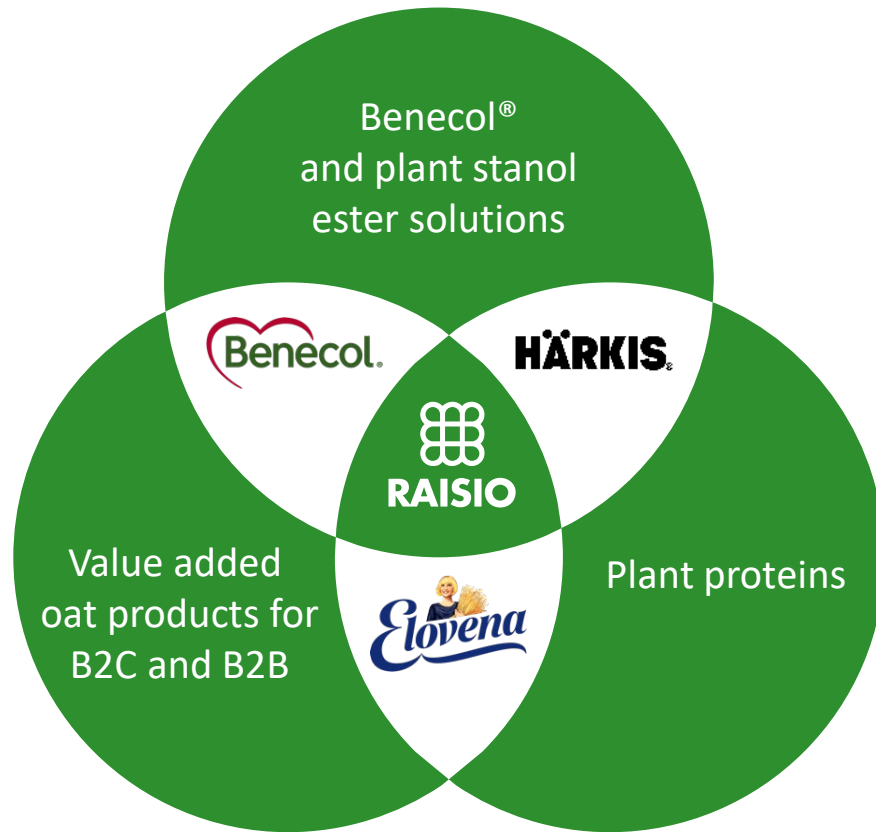 Benecol®
and plant stanol
ester solutions
Benecol®
HÄRKIS®
RAISIO
Value added
oat products for
B2C and B2B
Plant proteins
Elovena